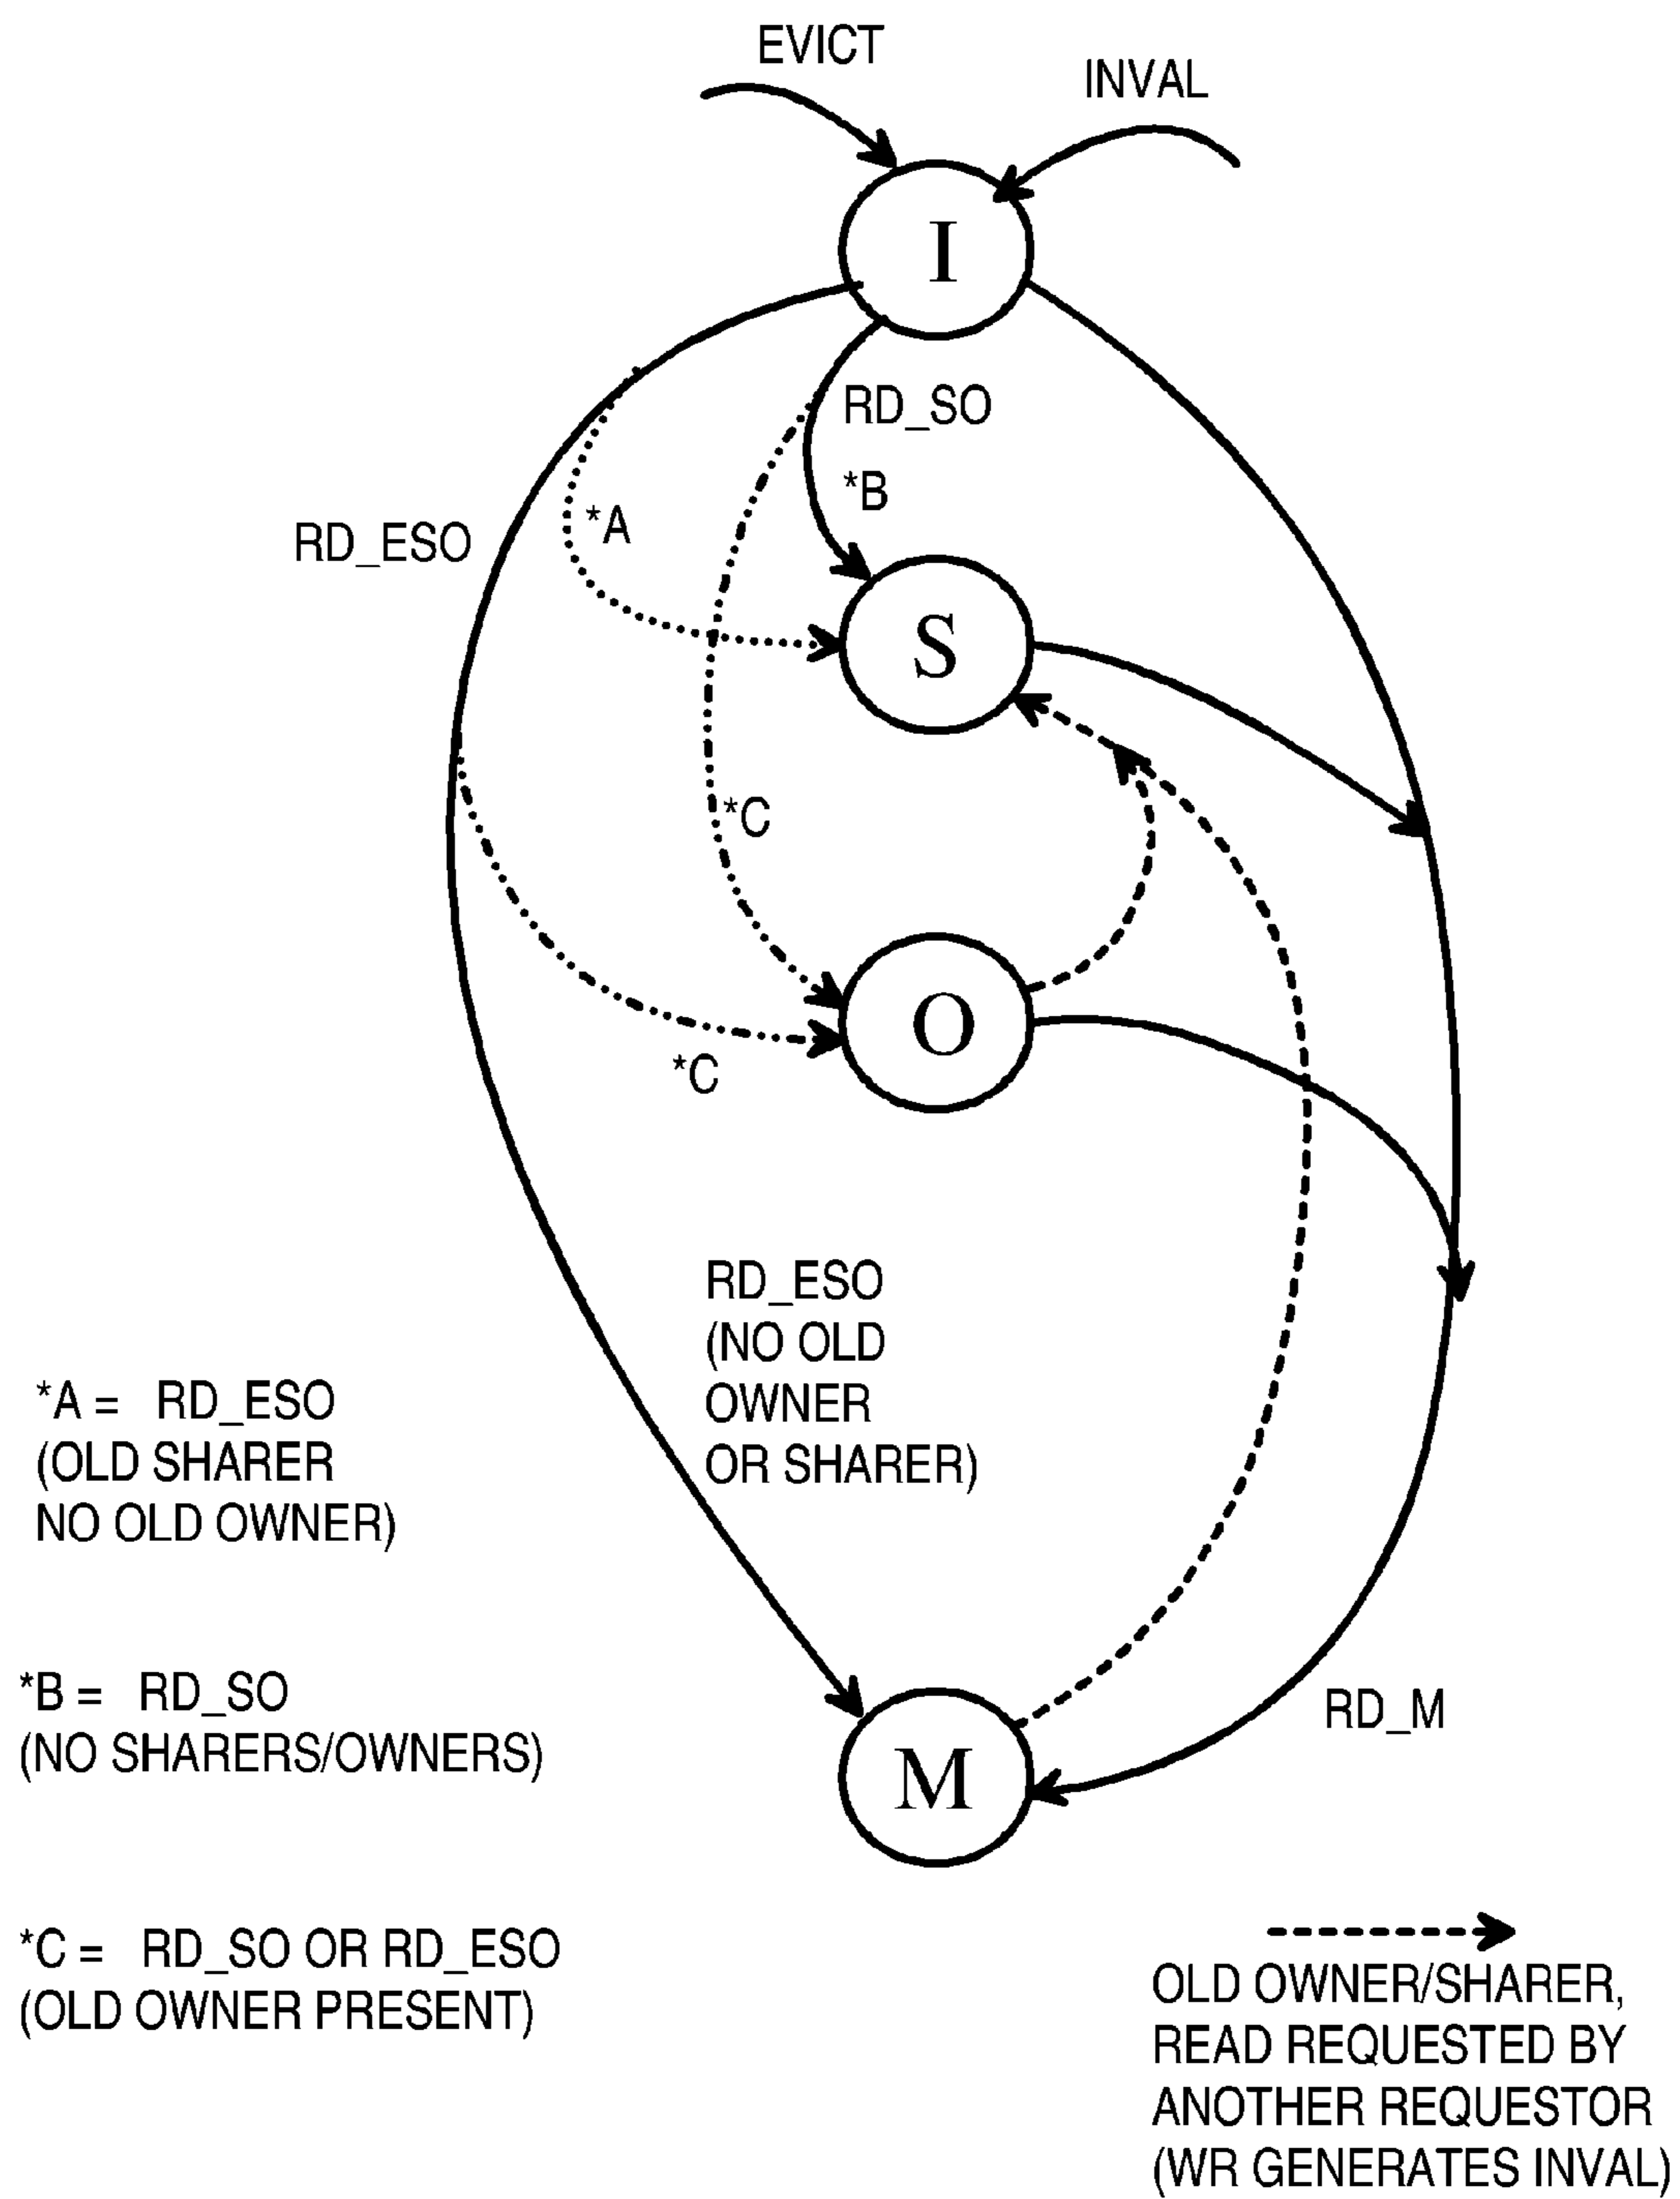 EVICT
INVAL
I
RD_SO
*B
*A
RD_ESO
S
*C
O
*C
RD_ESO
(NO OLD
OWNER
OR SHARER)
*A = RD_ESO
(OLD SHARER
NO OLD OWNER)
*B = RD_SO
(NO SHARERS/OWNERS)
RD_M
M
*C = RD_SO OR RD_ESO
(OLD OWNER PRESENT)
OLD OWNER/SHARER,
READ REQUESTED BY
ANOTHER REQUESTOR
(WR GENERATES INVAL)